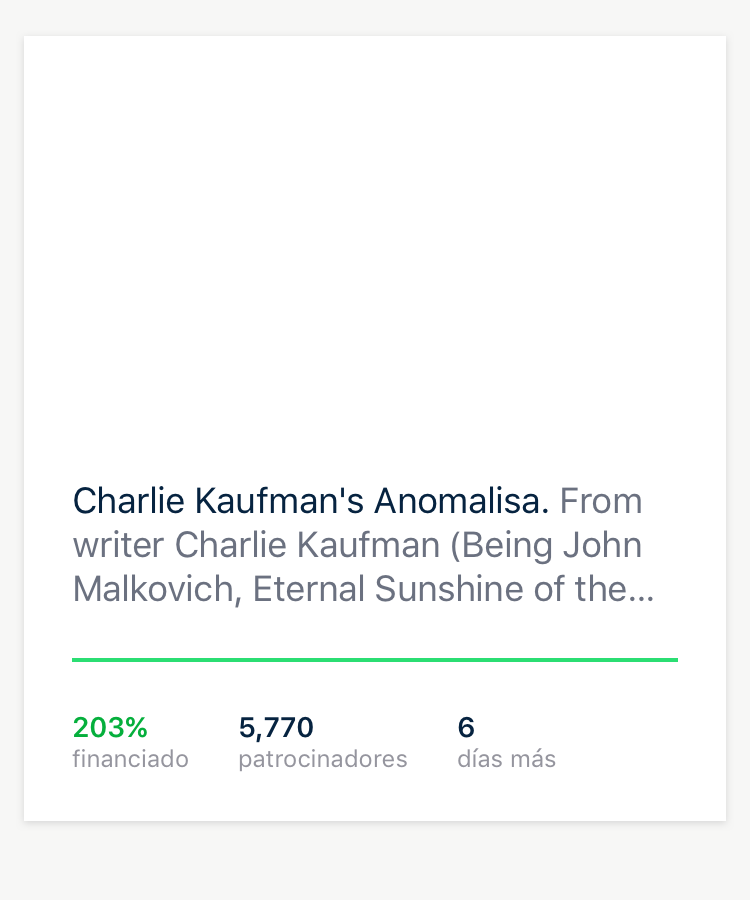 Charlie Kaufman's Anomalisa. From
writer Charlie Kaufman (Being John
Malkovich, Eternal Sunshine of the...
203% 5,770 6
financiado patrocinadores días más